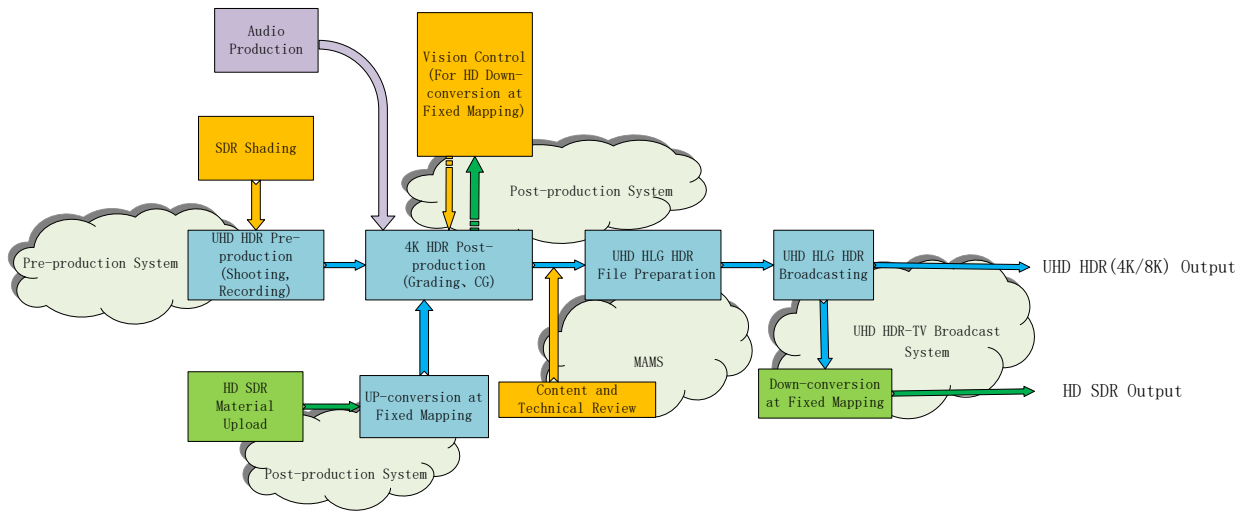 Audio
Production
Vision Control
(For HD Down-
conversion at
Fixed Mapping)
SDR Shading
Post-production System
Pre-production System
UHD HDR Pre-
production
(Shooting,
Recording)
4K HDR Post-
production
(Grading、CG)
UHD HLG HDR
File Preparation
UHD HLG HDR
Broadcasting
UHD HDR(4K/8K) Output
UHD HDR-TV Broadcast
System
MAMS
HD SDR
Material
Upload
UP-conversion at
Fixed Mapping
Content and
Technical Review
Down-conversion
at Fixed Mapping
HD SDR Output
Post-production System